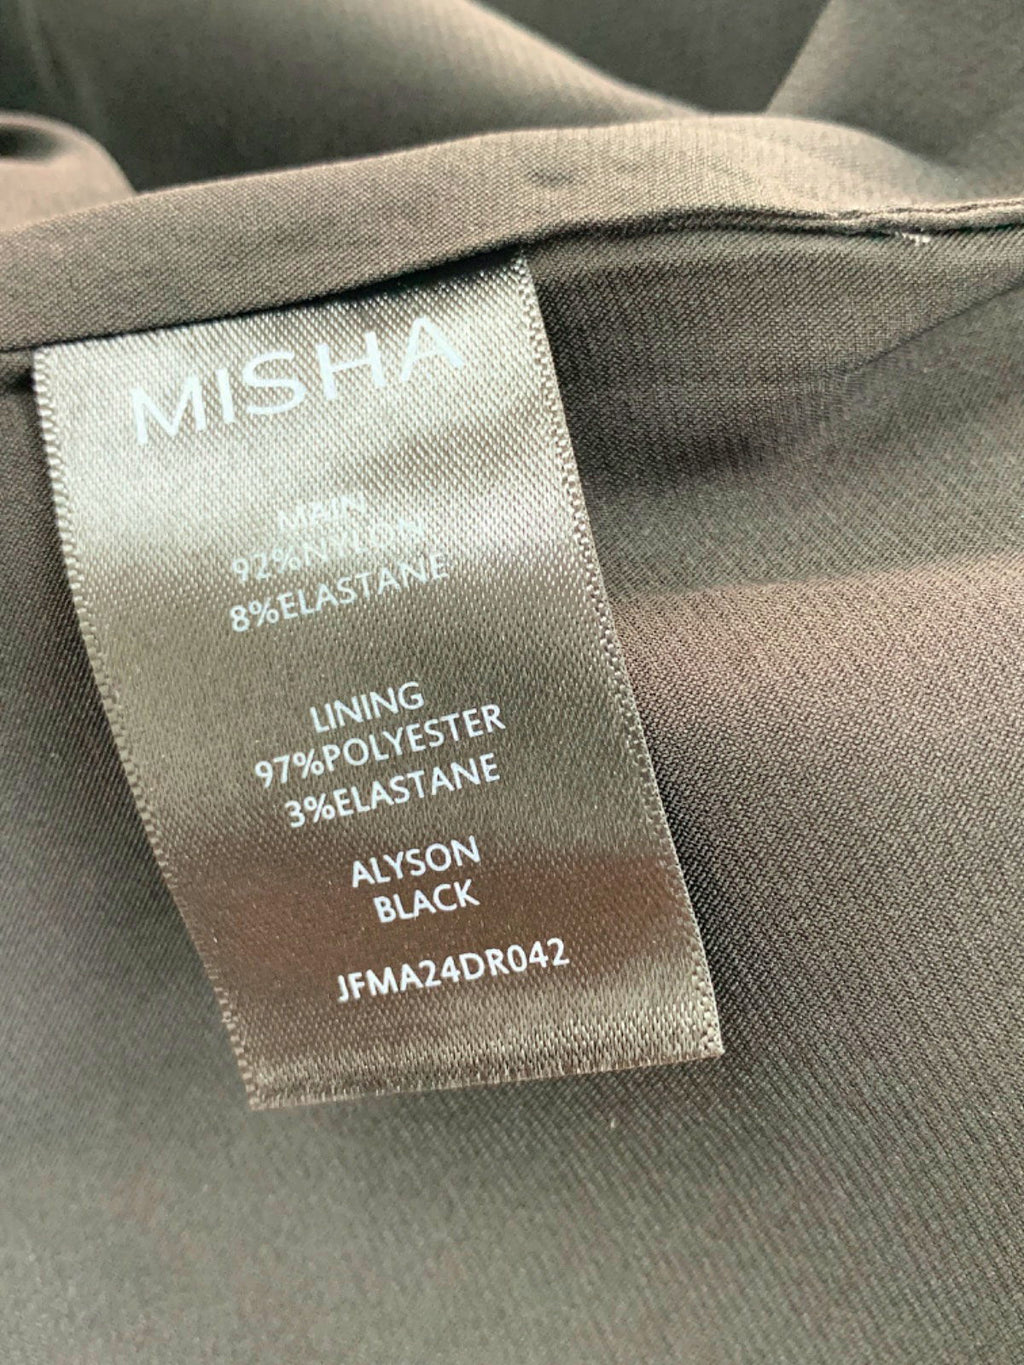 MISHA
MAIN
92%NYLON
8%ELASTANE
LINING
97%POLYESTER
3%ELASTANE
ALYSON
BLACK
JFMA24DR042